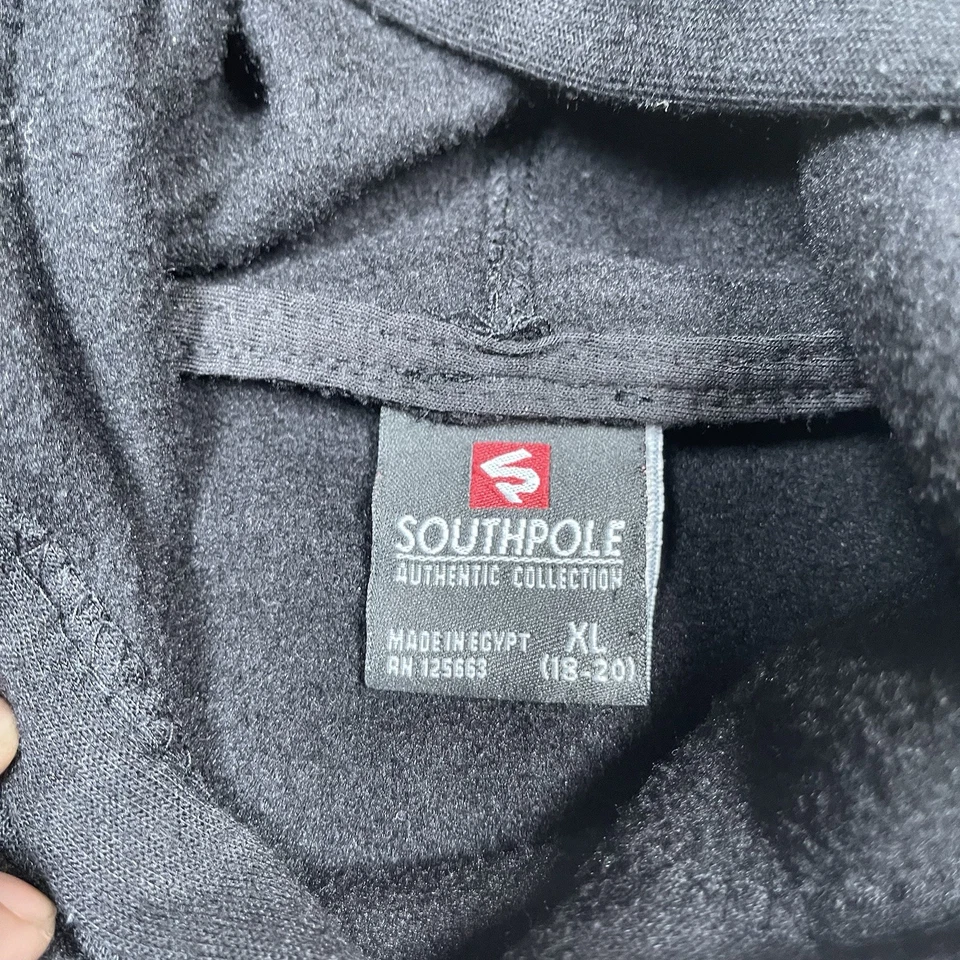 SOUTHPOLE
AUTHENTIC COLLECTION
MADE IN EGYPT XL
RN 125663 (18-20)